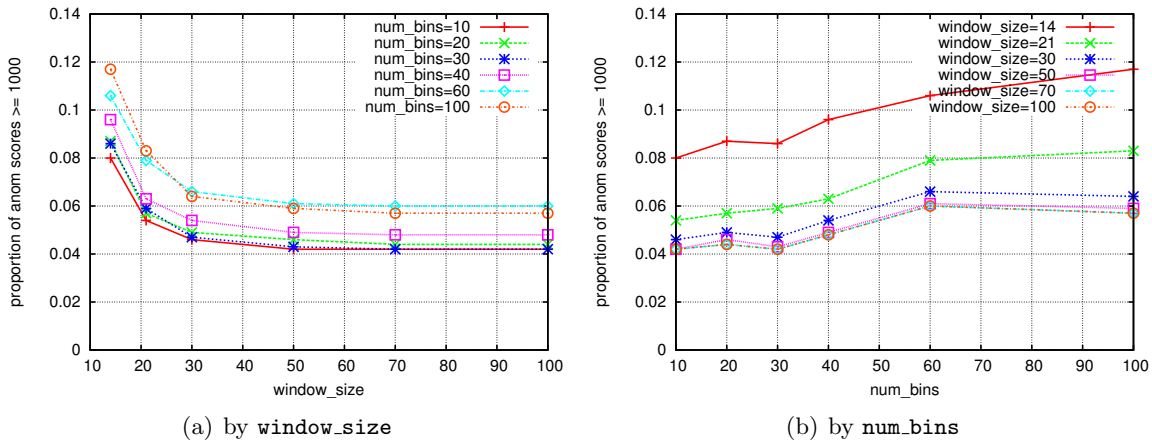 0.14
0.12
0.1
0.08
0.06
0.04
0.02
0
proportion of anom scores >= 1000
num_bins=10
num_bins=20
num_bins=30
num_bins=40
num_bins=60
num_bins=100
10 20 30 40 50 60 70 80 90 100
window_size
(a) by window_size
0.14
0.12
0.1
0.08
0.06
0.04
0.02
0
proportion of anom scores >= 1000
window_size=14
window_size=21
window_size=30
window_size=50
window_size=70
window_size=100
10 20 30 40 50 60 70 80 90 100
num_bins
(b) by num_bins